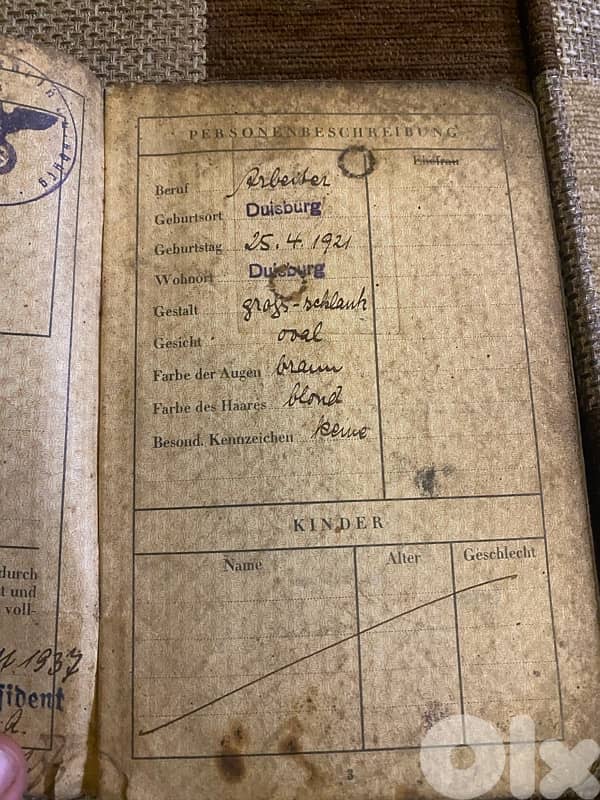 PERSONENBESCHREIBUNG
Ehefrau
Beruf Arbeiter
Geburtsort Duisburg
Geburtstag 25.4.1921
Wohnort Duisburg
Gestalt gross-schlank
Gesicht oval
Farbe der Augen braun
Farbe des Haares blond
Besond. Kennzeichen keine
KINDER
Name Alter Geschlecht
3
durch
t und
voll-
1937
sident
olx